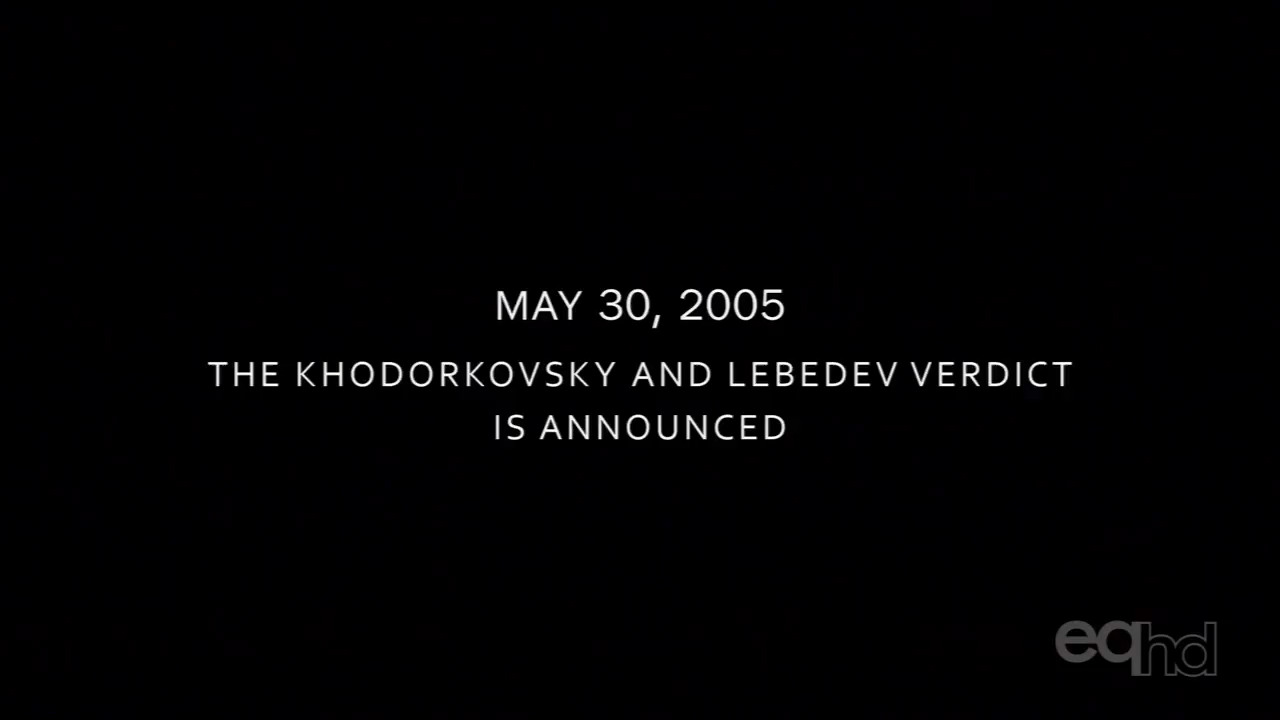 MAY 30, 2005
THE KHODORKOVSKY AND LEBEDEV VERDICT
IS ANNOUNCED
eqhd